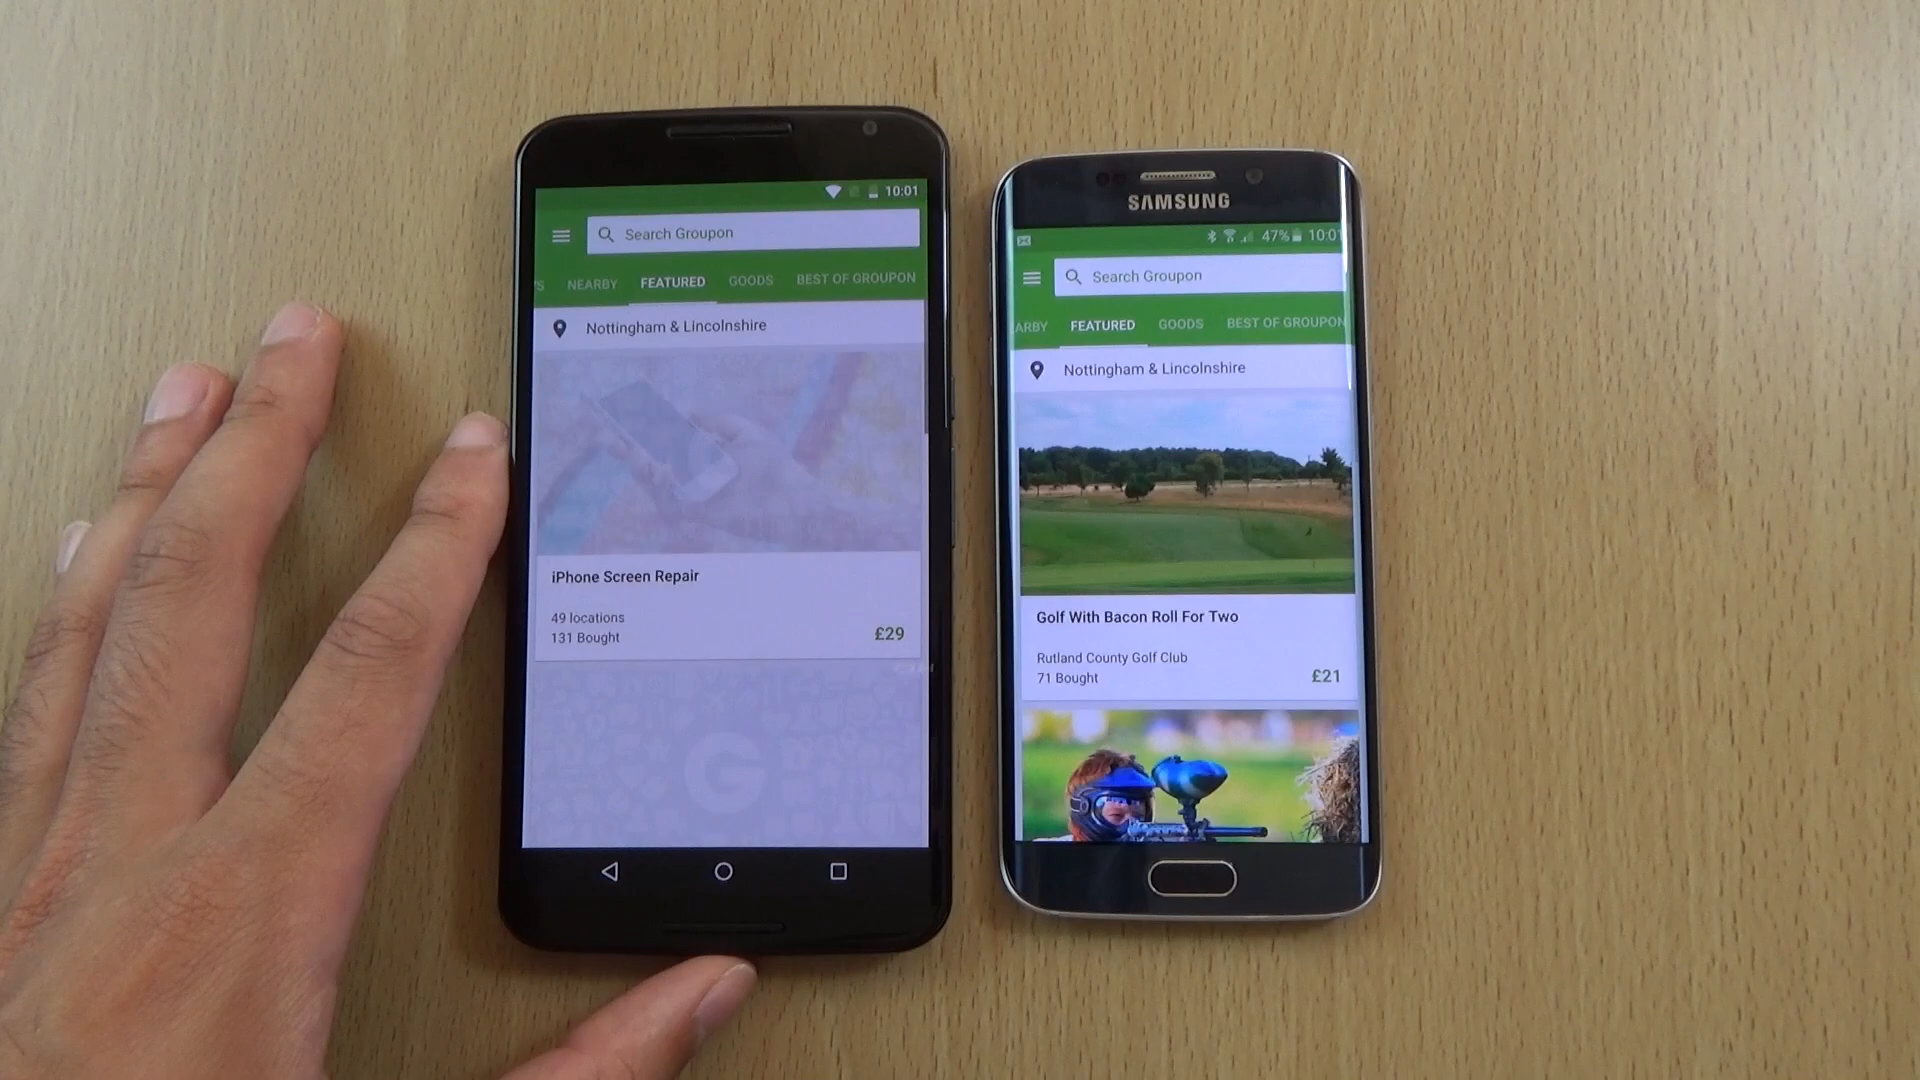 10:01
Search Groupon
'S NEARBY FEATURED GOODS BEST OF GROUPON
Nottingham & Lincolnshire
iPhone Screen Repair
49 locations
131 Bought
£29
G
SAMSUNG
47% 10:01
Search Groupon
ARBY FEATURED GOODS BEST OF GROUPON
Nottingham & Lincolnshire
Golf With Bacon Roll For Two
Rutland County Golf Club
71 Bought
£21